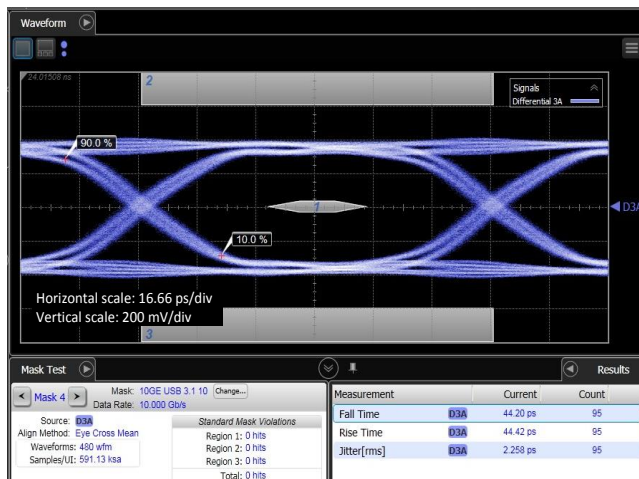 Waveform
24.01508 ns
2
Signals
Differential 3A
90.0 %
1
D3A
10.0 %
Horizontal scale: 16.66 ps/div
Vertical scale: 200 mV/div
3
Mask Test
Results
Mask 4
Mask: 10GE USB 3.1 10 Change...
Data Rate: 10.000 Gb/s
Source: D3A
Align Method: Eye Cross Mean
Waveforms: 480 wfm
Samples/UI: 591.13 ksa
Standard Mask Violations
Region 1: 0 hits
Region 2: 0 hits
Region 3: 0 hits
Total: 0 hits
Measurement Current Count
Fall Time D3A 44.20 ps 95
Rise Time D3A 44.42 ps 95
Jitter[rms] D3A 2.258 ps 95